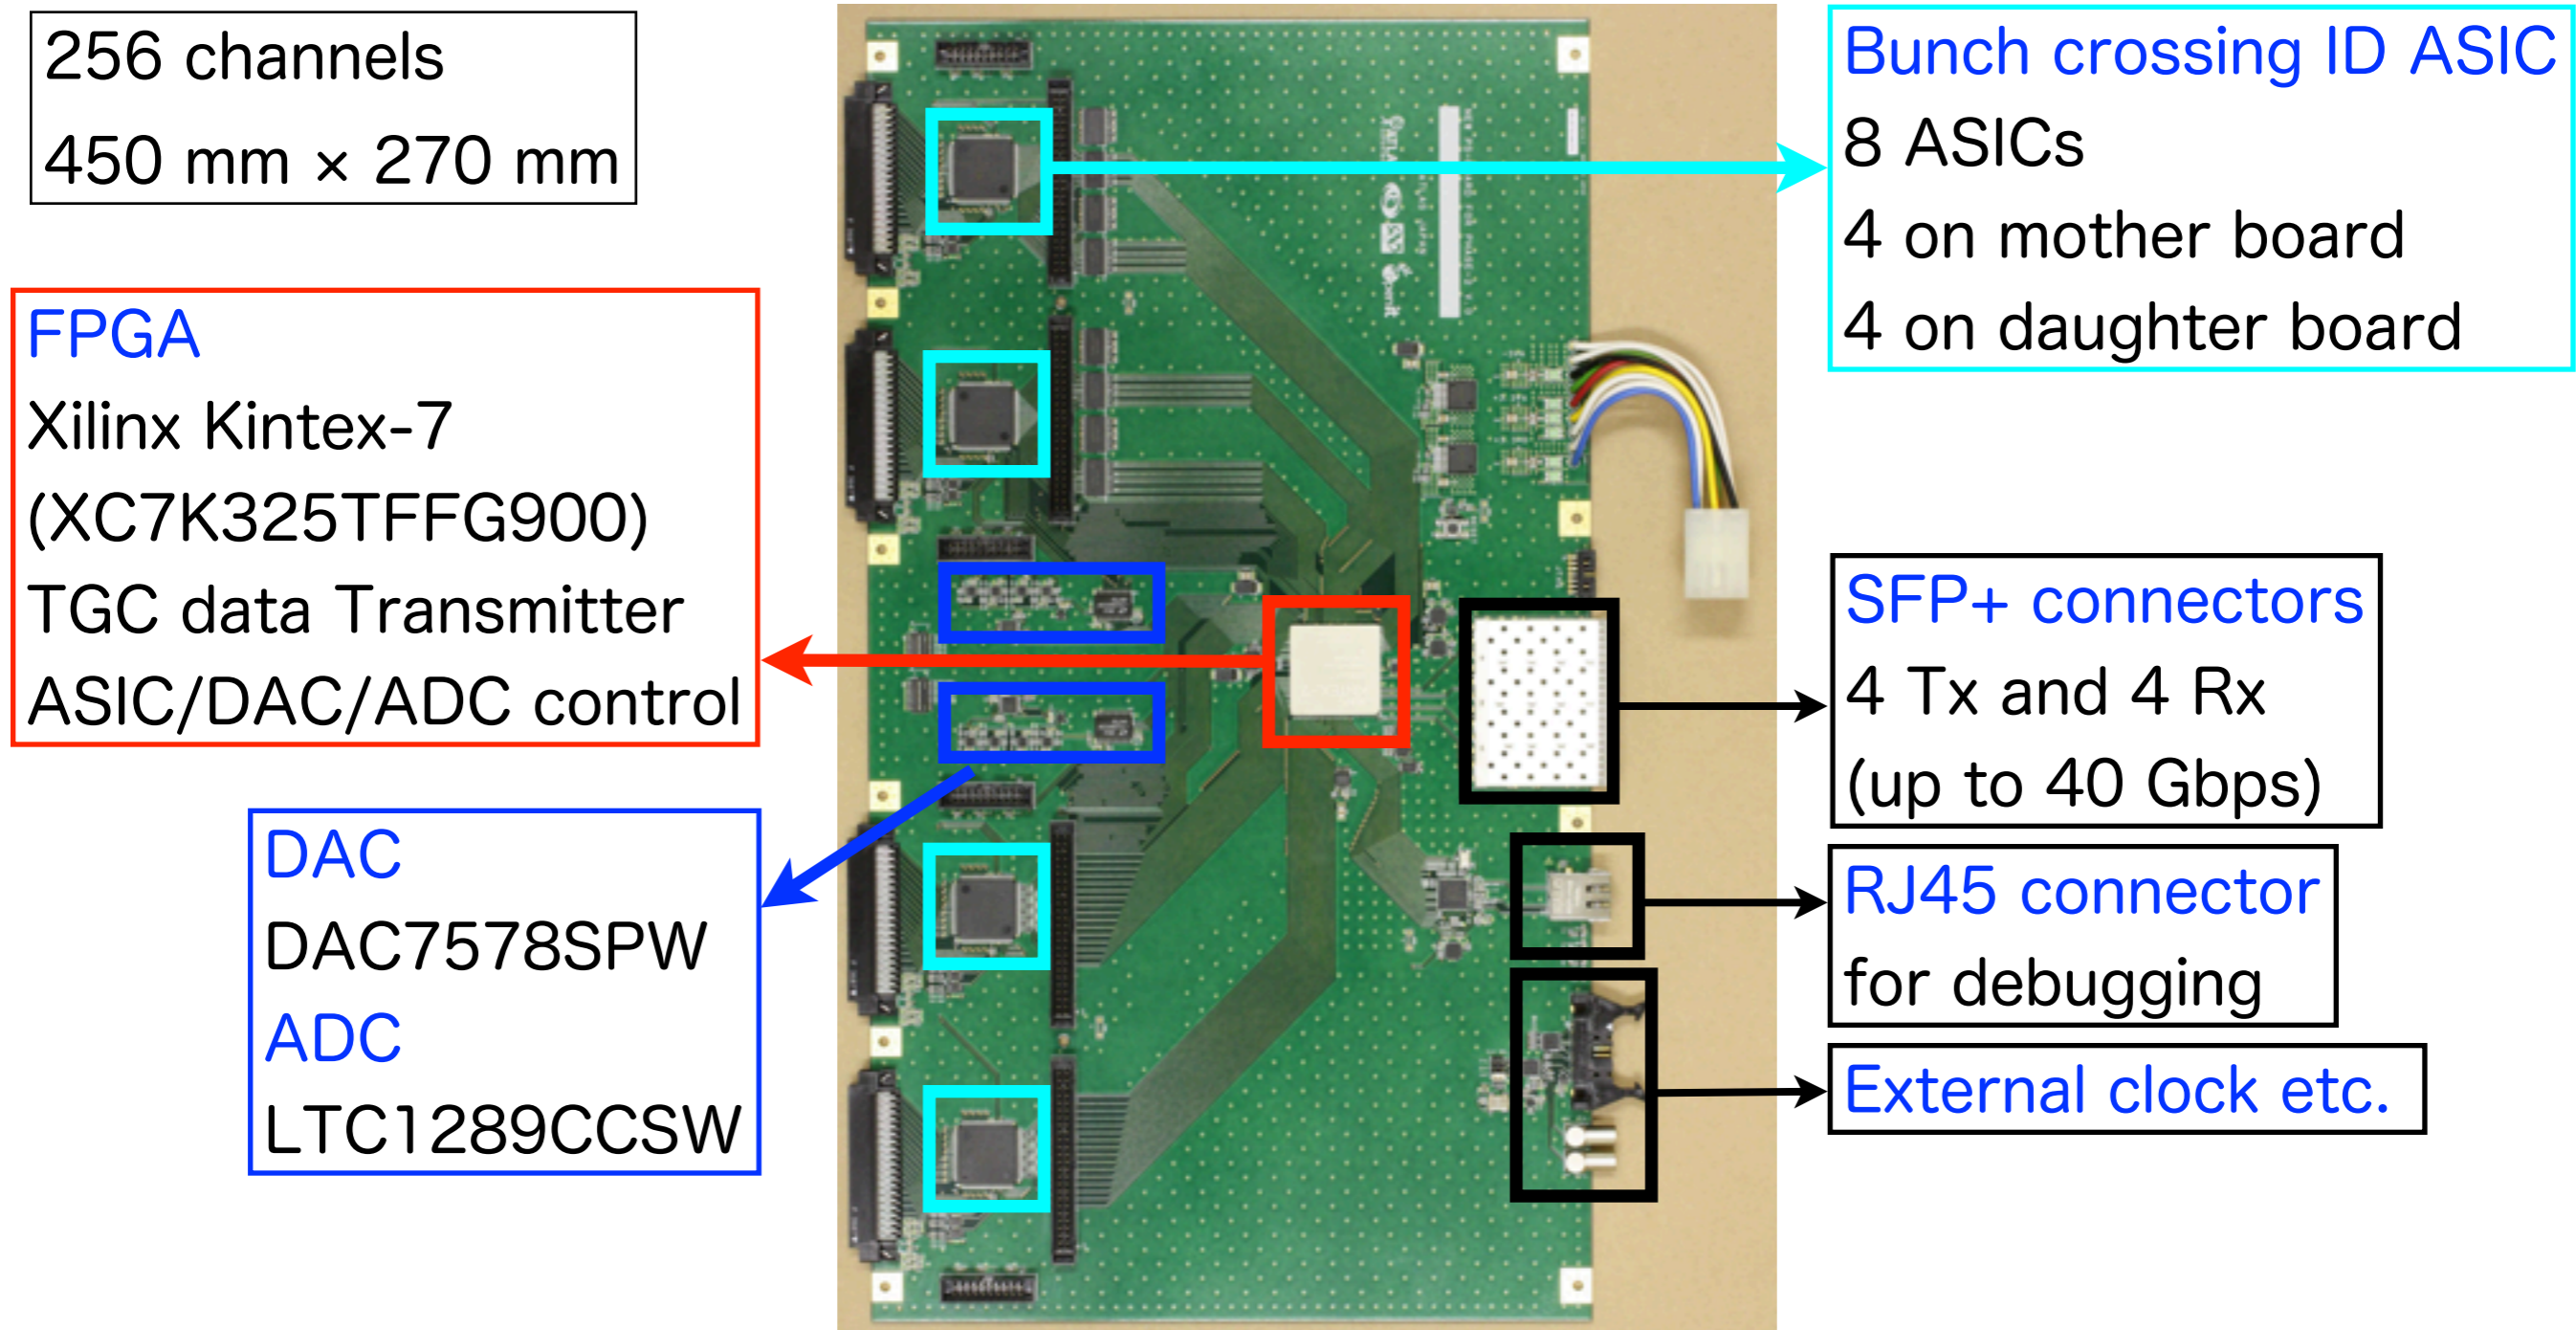 256 channels
450 mm × 270 mm
FPGA
Xilinx Kintex-7
(XC7K325TFFG900)
TGC data Transmitter
ASIC/DAC/ADC control
DAC
DAC7578SPW
ADC
LTC1289CCSW
Bunch crossing ID ASIC
8 ASICs
4 on mother board
4 on daughter board
SFP+ connectors
4 Tx and 4 Rx
(up to 40 Gbps)
RJ45 connector
for debugging
External clock etc.